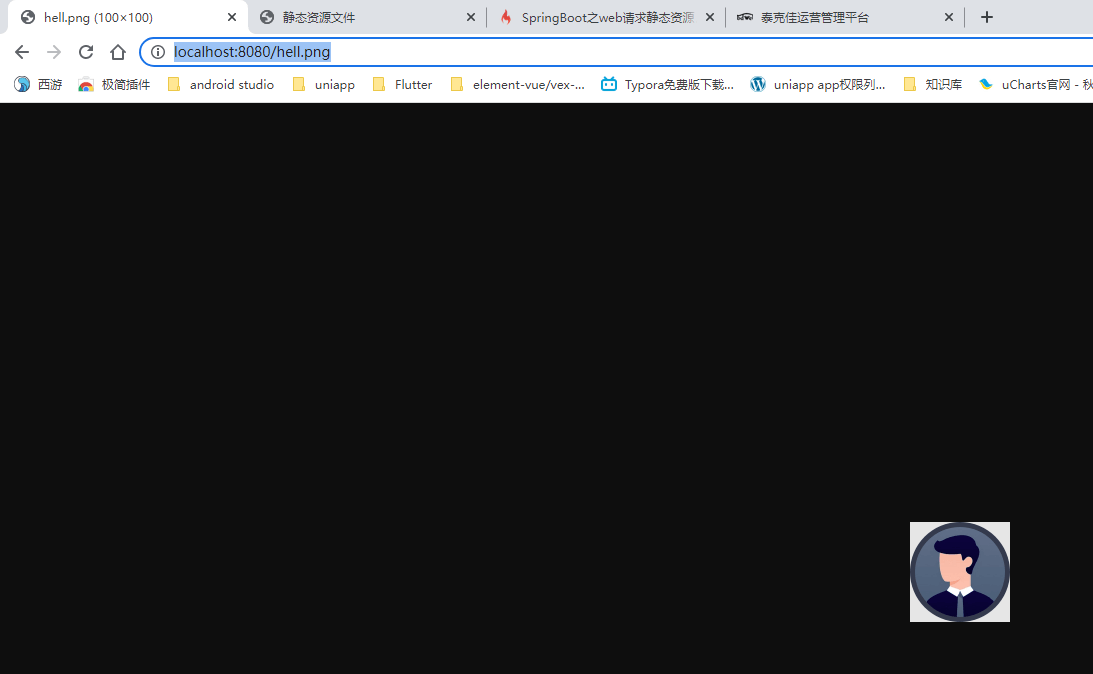 hell.png (100×100) 静态资源文件 SpringBoot之web请求静态资源 泰克佳运营管理平台
localhost:8080/hell.png
西游 极简插件 android studio uniapp Flutter element-vue/vex-... Typora免费版下载... uniapp app权限列... 知识库 uCharts官网 - 秋